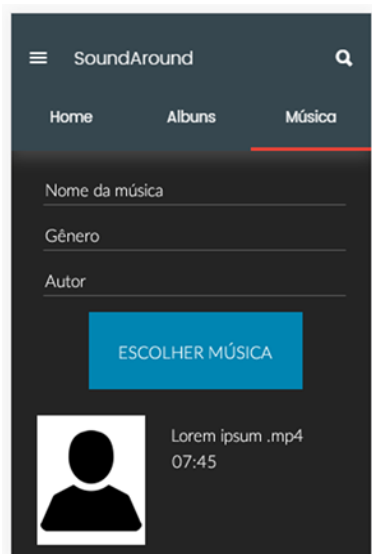 SoundAround
Home Albuns Música
Nome da música
Gênero
Autor
ESCOLHER MÚSICA
Lorem ipsum .mp4
07:45